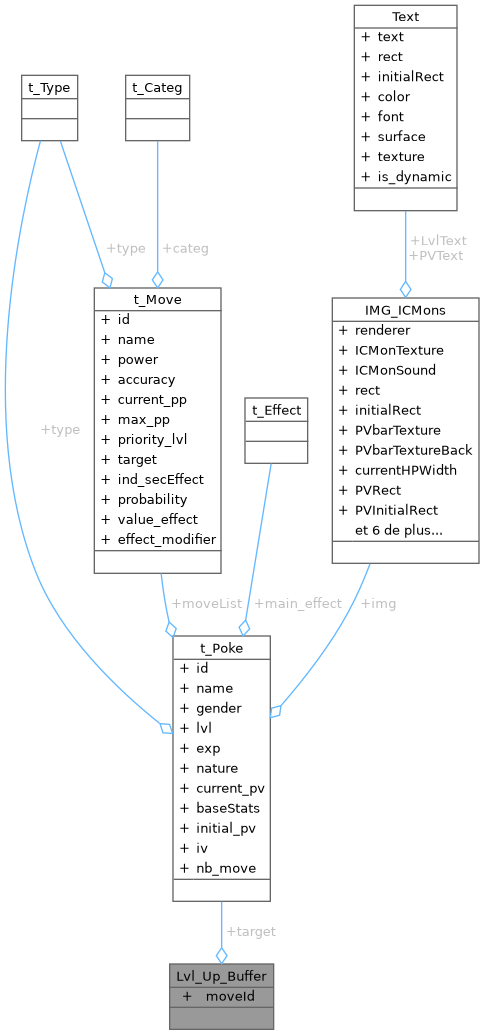 Text
+ text
+ rect
+ initialRect
+ color
+ font
+ surface
+ texture
+ is_dynamic
t_Type
t_Categ
+LvlText
+PVText
+type
+categ
t_Move
+ id
+ name
+ power
+ accuracy
+ current_pp
+ max_pp
+ priority_lvl
+ target
+ ind_secEffect
+ probability
+ value_effect
+ effect_modifier
IMG_ICMons
+ renderer
+ ICMonTexture
+ ICMonSound
+ rect
+ initialRect
+ PVbarTexture
+ PVbarTextureBack
+ currentHPWidth
+ PVRect
+ PVInitialRect
et 6 de plus...
t_Effect
+type
+moveList
+main_effect
+img
t_Poke
+ id
+ name
+ gender
+ lvl
+ exp
+ nature
+ current_pv
+ baseStats
+ initial_pv
+ iv
+ nb_move
+target
Lvl_Up_Buffer
+ moveId